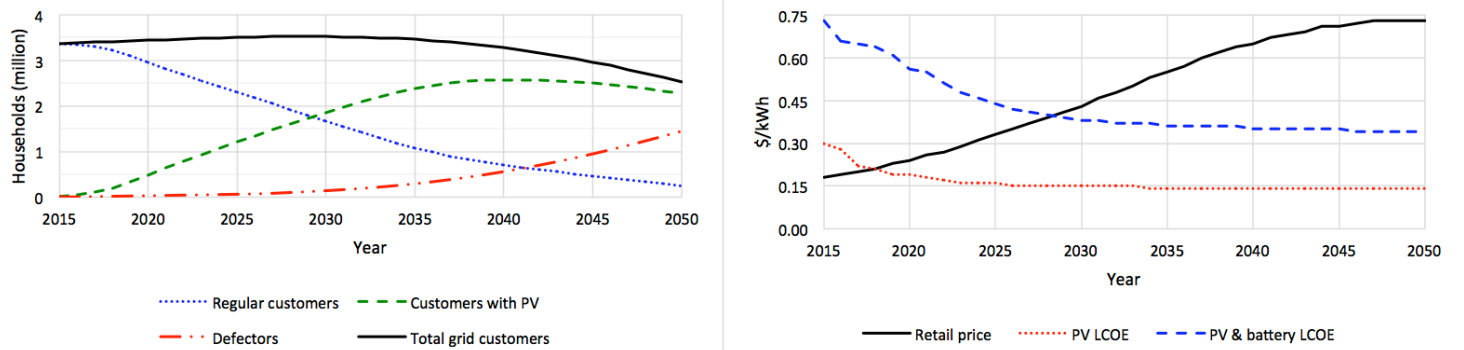 Households (million)
4
3
2
1
0
2015 2020 2025 2030 2035 2040 2045 2050
Year
Regular customers Customers with PV
Defectors Total grid customers
$/kWh
0.75
0.60
0.45
0.30
0.15
0.00
2015 2020 2025 2030 2035 2040 2045 2050
Year
Retail price PV LCOE PV & battery LCOE